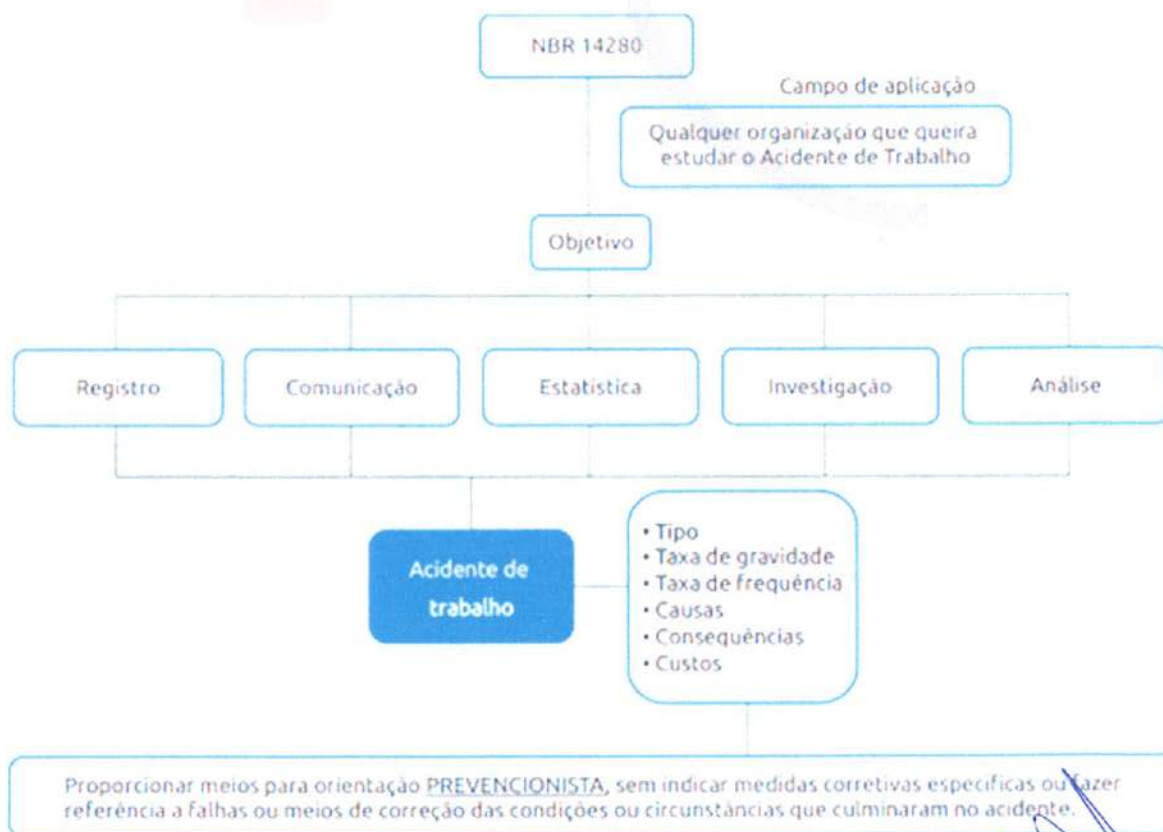 NBR 14280
Campo de aplicação
Qualquer organização que queira
estudar o Acidente de Trabalho
Objetivo
Registro
Comunicação
Estatística
Investigação
Análise
Acidente de
trabalho
• Tipo
• Taxa de gravidade
• Taxa de frequência
• Causas
• Consequências
• Custos
Proporcionar meios para orientação PREVENCIONISTA, sem indicar medidas corretivas específicas ou fazer
referência a falhas ou meios de correção das condições ou circunstâncias que culminaram no acidente.